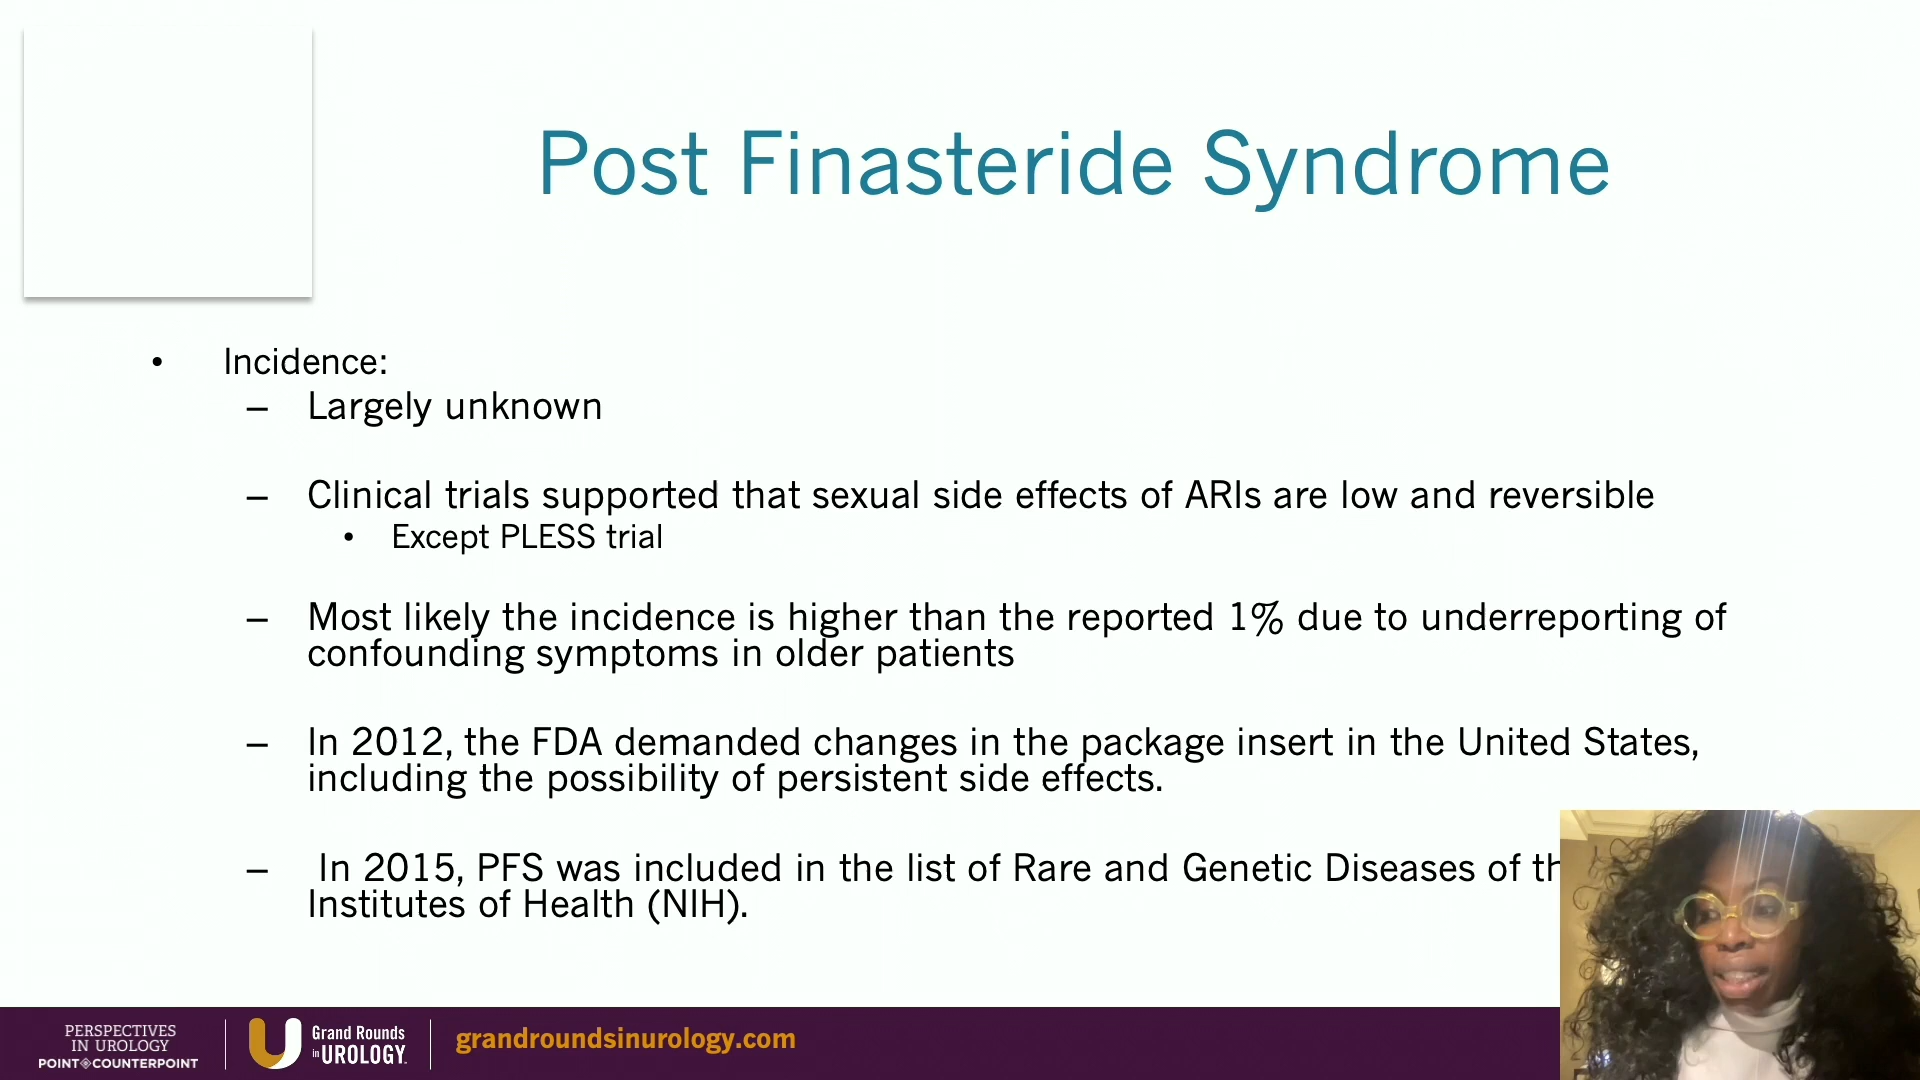 Post Finasteride Syndrome
• Incidence:
– Largely unknown
– Clinical trials supported that sexual side effects of ARIs are low and reversible
• Except PLESS trial
– Most likely the incidence is higher than the reported 1% due to underreporting of
confounding symptoms in older patients
– In 2012, the FDA demanded changes in the package insert in the United States,
including the possibility of persistent side effects.
– In 2015, PFS was included in the list of Rare and Genetic Diseases of
Institutes of Health (NIH).
PERSPECTIVES
IN UROLOGY
POINT COUNTERPOINT
Grand Rounds
in UROLOGY
grandroundsinurology.com